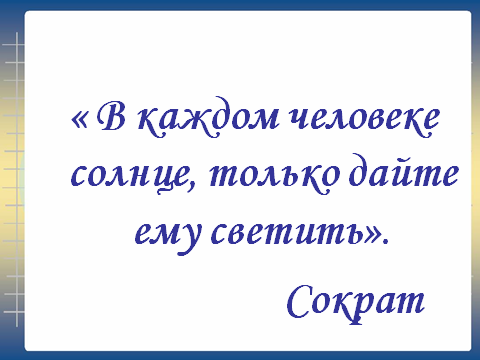 « В каждом человеке
солнце, только дайте
ему светить».
Сократ